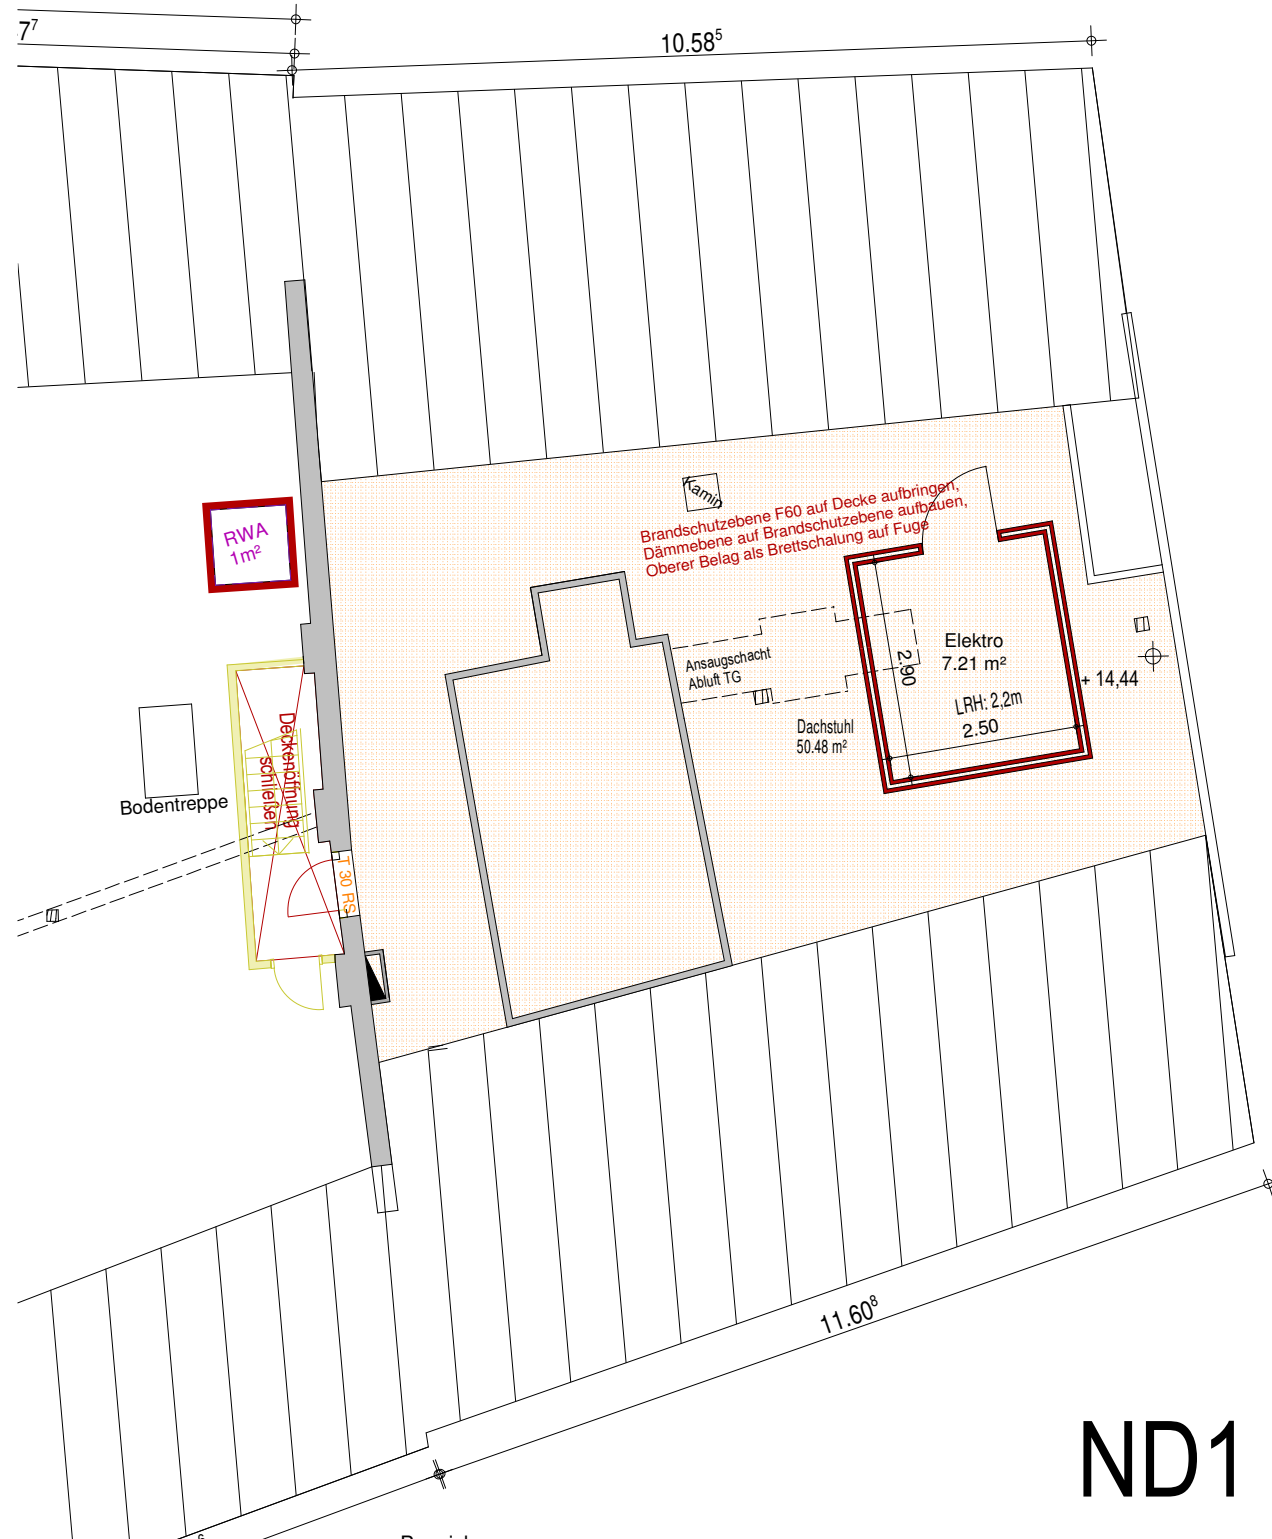 10.58⁵
Kamin
Brandschutzebene F60 auf Decke aufbringen,
Dämmebene auf Brandschutzebene aufbauen,
Oberer Belag als Brettschalung auf Fuge
RWA
1m²
Elektro
7.21 m²
Ansaugschacht
Abluft TG
2.90
+ 14,44
LRH: 2,2m
2.50
Dachstuhl
50.48 m²
Deckenöffnung
schließen
Bodentreppe
T 30 RS
11.60⁸
ND1